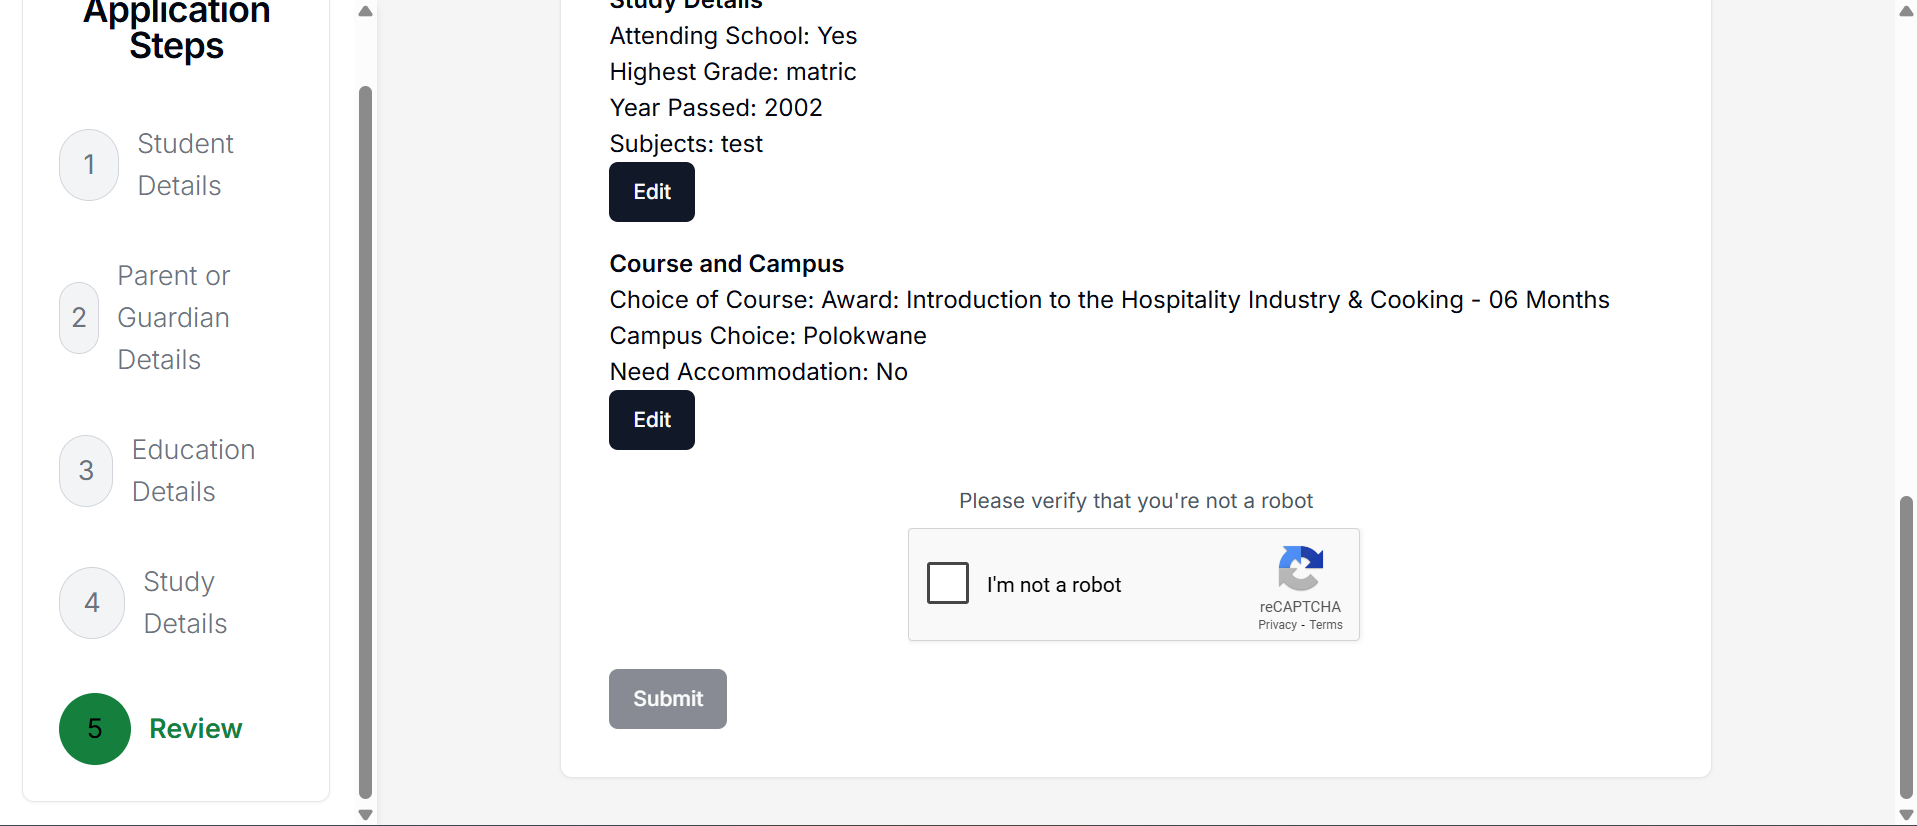 Application
Steps
1
Student
Details
2
Parent or
Guardian
Details
3
Education
Details
4
Study
Details
5
Review
Study Details
Attending School: Yes
Highest Grade: matric
Year Passed: 2002
Subjects: test
Edit
Course and Campus
Choice of Course: Award: Introduction to the Hospitality Industry & Cooking - 06 Months
Campus Choice: Polokwane
Need Accommodation: No
Edit
Please verify that you're not a robot
I'm not a robot
reCAPTCHA
Privacy - Terms
Submit